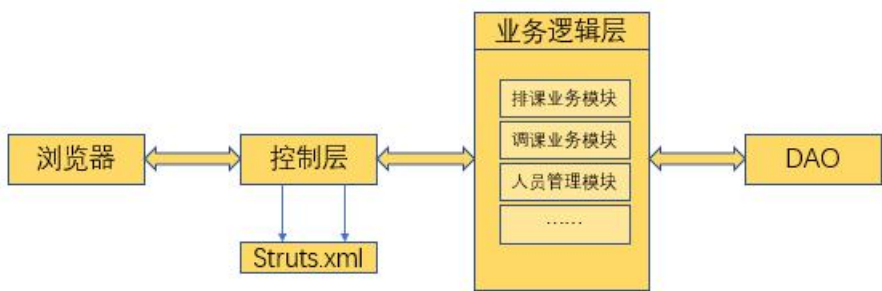 业务逻辑层
排课业务模块
调课业务模块
人员管理模块
……
浏览器
控制层
DAO
Struts.xml